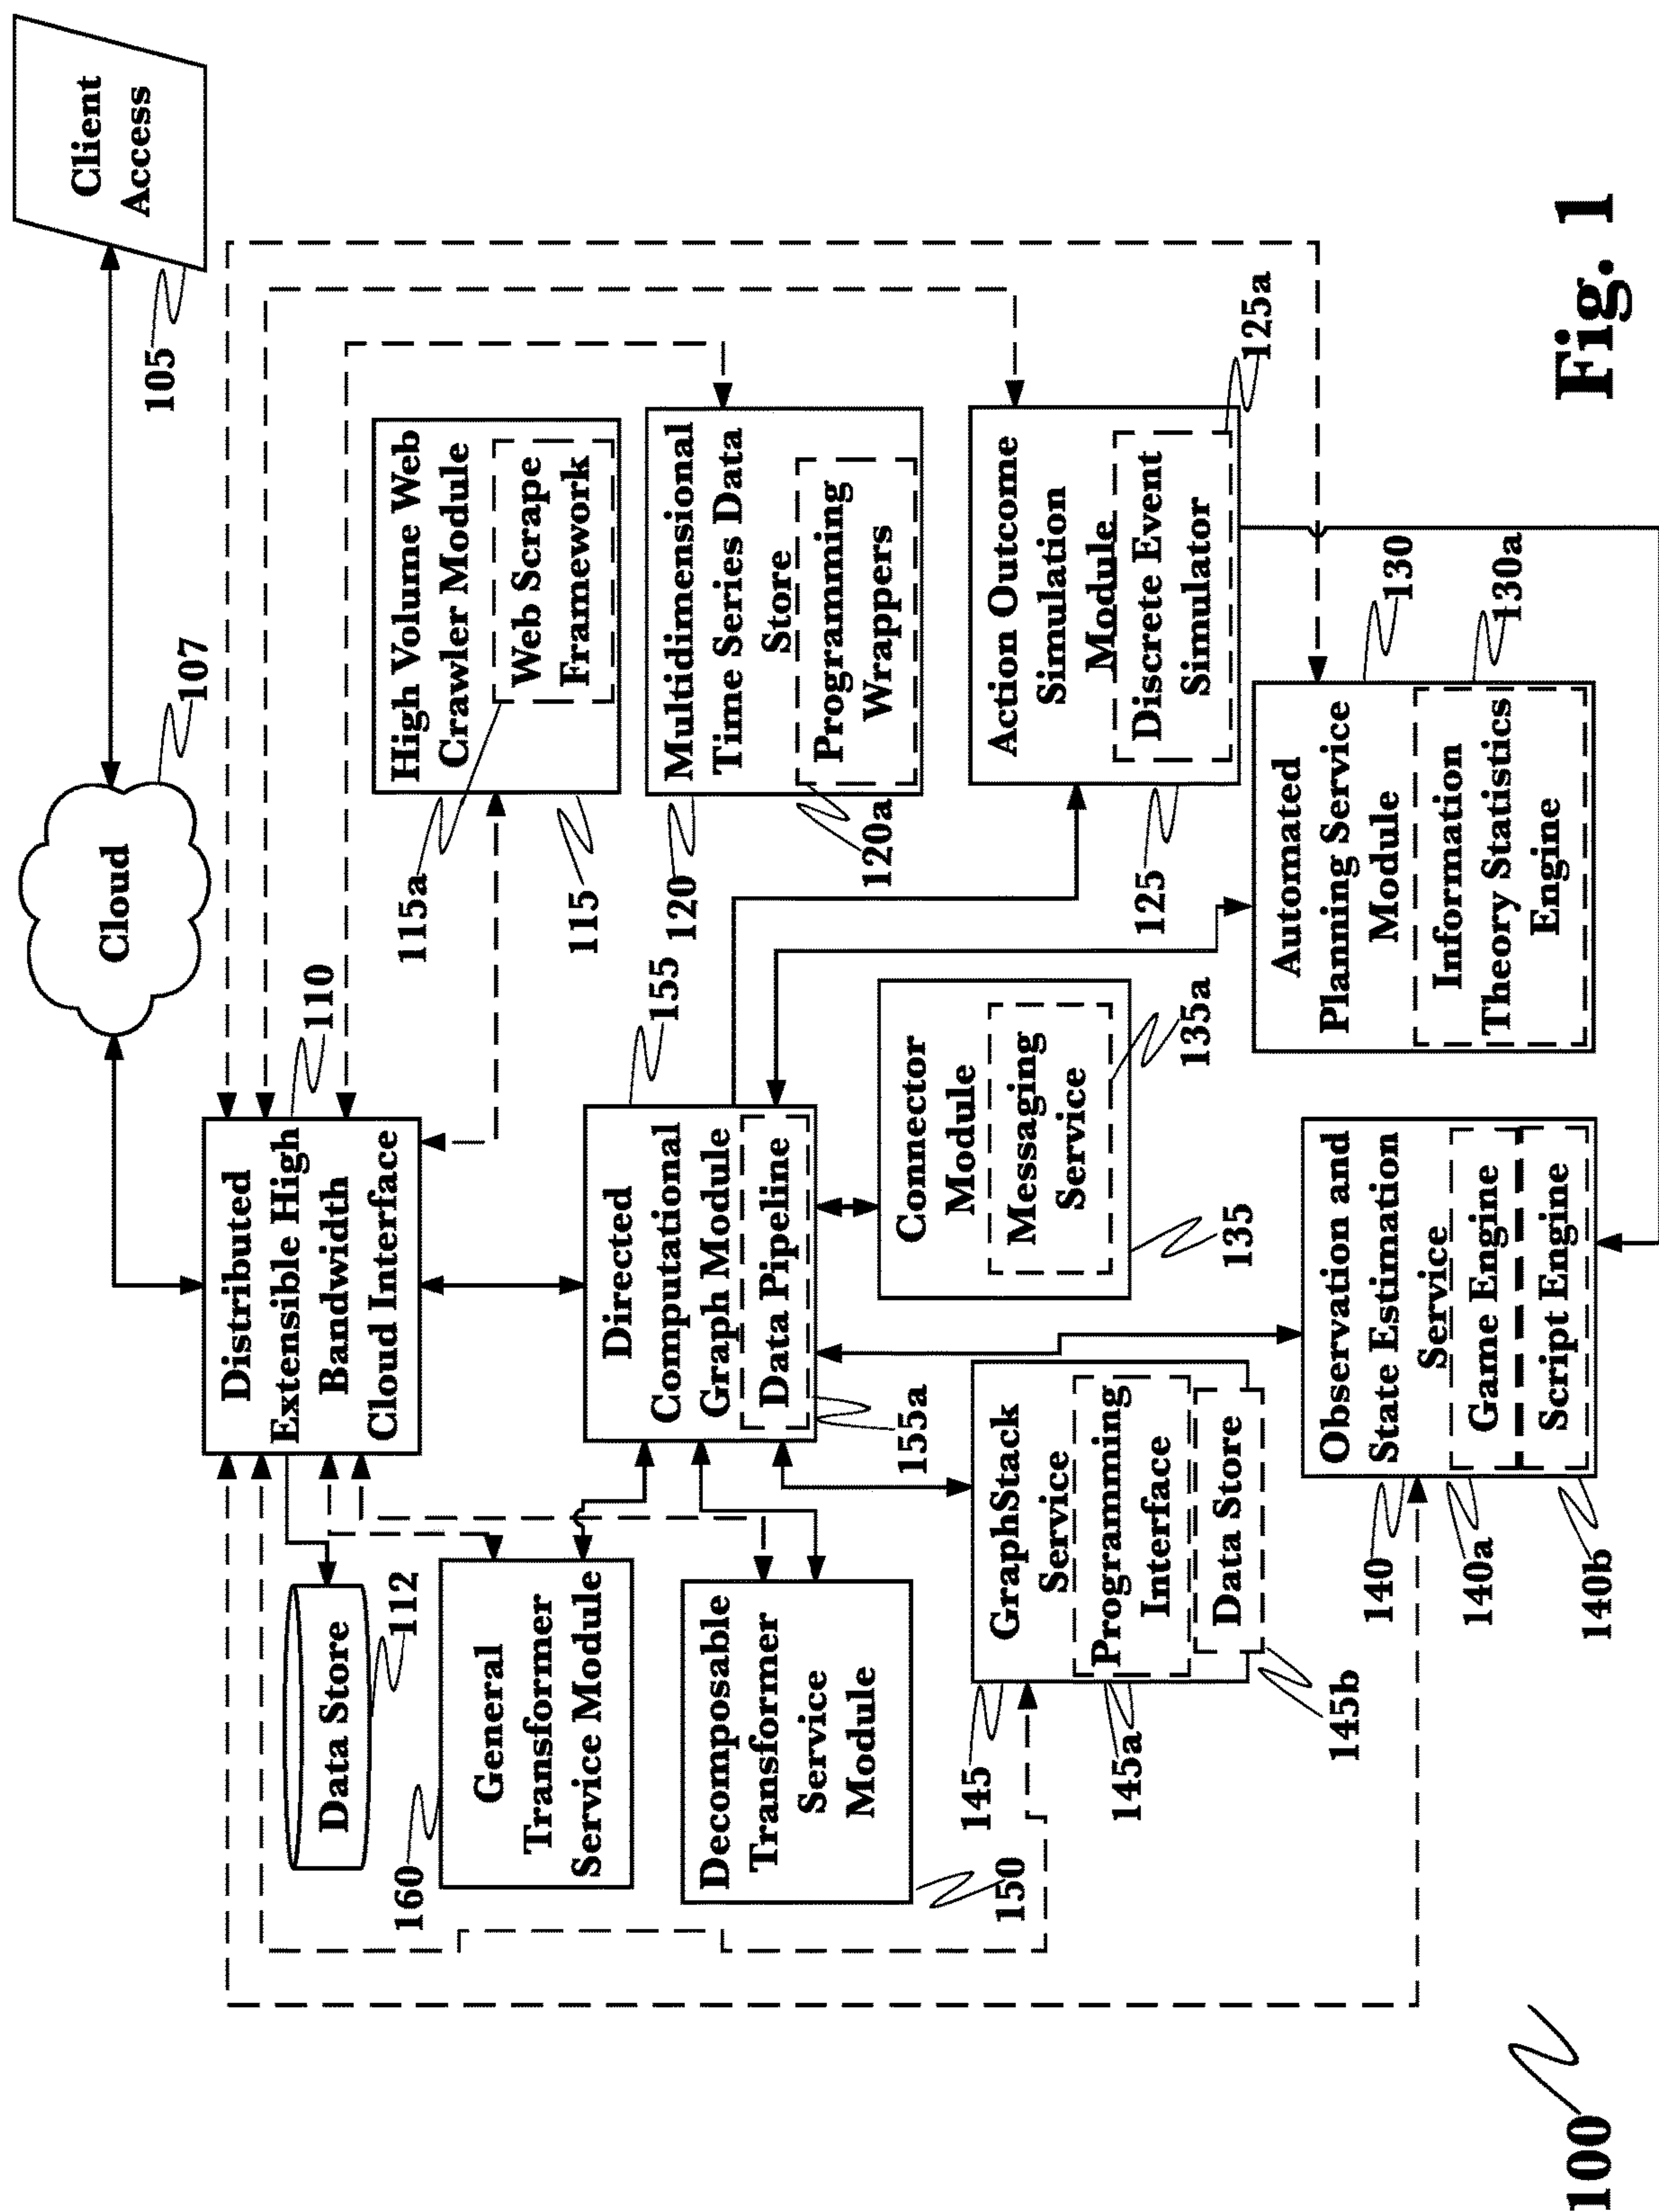 Client
Access
105
Cloud
107
Distributed
Extensible High
Bandwidth
Cloud Interface
110
Data Store
112
High Volume Web
Crawler Module
Web Scrape
Framework
115a
115
General
Transformer
Service Module
160
Directed
Computational
Graph Module
Data Pipeline
155
155a
Multidimensional
Time Series Data
Store
Programming
Wrappers
120
120a
Decomposable
Transformer
Service
Module
150
Connector
Module
Messaging
Service
135a
135
Action Outcome
Simulation
Module
Discrete Event
Simulator
125a
125
GraphStack
Service
Programming
Interface
Data Store
145
145a
145b
Observation and
State Estimation
Service
Game Engine
Script Engine
140
140a
140b
Automated
Planning Service
Module
Information
Theory Statistics
Engine
130
130a
100
Fig. 1